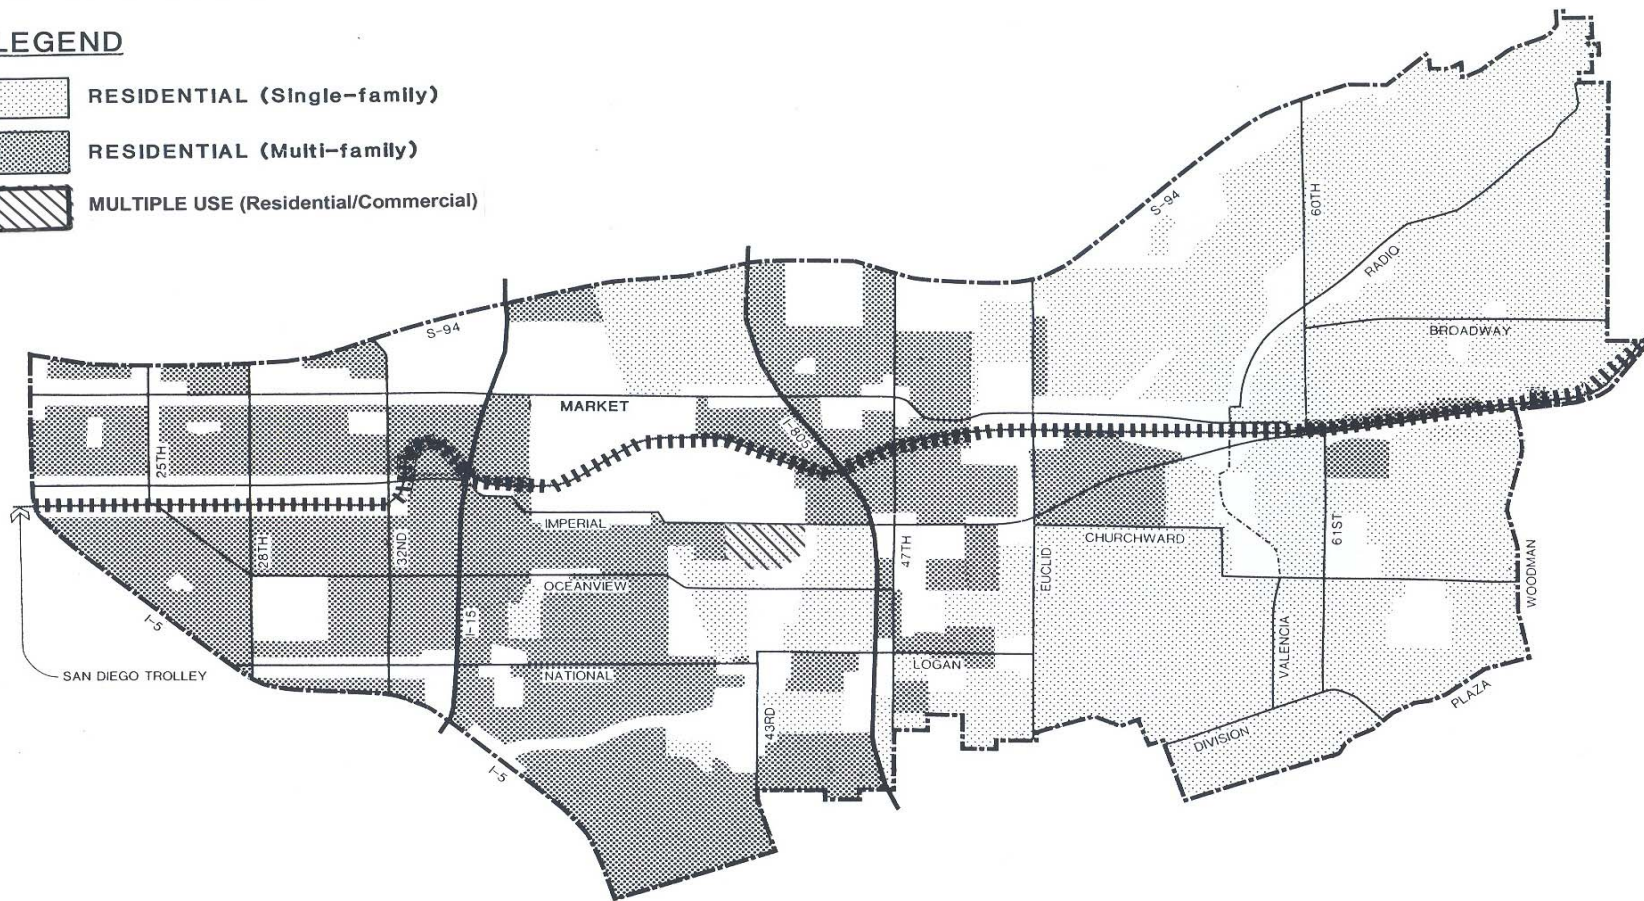 LEGEND
RESIDENTIAL (Single-family)
RESIDENTIAL (Multi-family)
MULTIPLE USE (Residential/Commercial)
S-94
60TH
RADIO
S-94
BROADWAY
MARKET
I-805
25TH
IMPERIAL
CHURCHWARD
28TH
32ND
47TH
EUCLID
61ST
WOODMAN
OCEANVIEW
I-5
I-15
VALENCIA
SAN DIEGO TROLLEY
NATIONAL
LOGAN
43RD
PLAZA
DIVISION
I-5